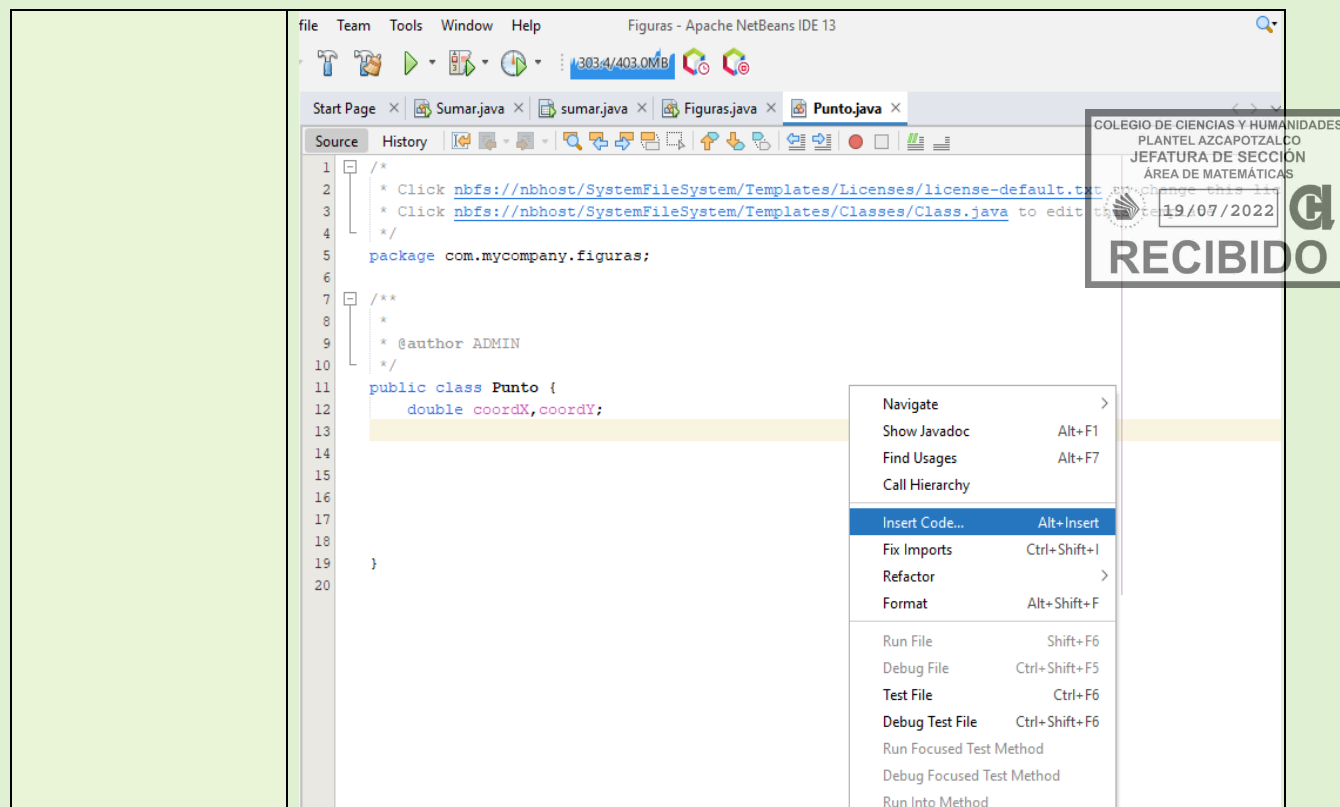 file Team Tools Window Help Figuras - Apache NetBeans IDE 13
303.4/403.0MB
Start Page Sumar.java sumar.java Figuras.java Punto.java
COLEGIO DE CIENCIAS Y HUMANIDADES
PLANTEL AZCAPOTZALCO
JEFATURA DE SECCIÓN
ÁREA DE MATEMÁTICAS
19/07/2022
RECIBIDO
Source History
1 /*
2 * Click nbfs://nbhost/SystemFileSystem/Templates/Licenses/license-default.txt to change this lic
3 * Click nbfs://nbhost/SystemFileSystem/Templates/Classes/Class.java to edit this template
4 */
5 package com.mycompany.figuras;
6
7 /**
8 *
9 * @author ADMIN
10 */
11 public class Punto {
12 double coordX,coordY;
13
14
15
16
17
18
19 }
20
Navigate
Show Javadoc Alt+F1
Find Usages Alt+F7
Call Hierarchy
Insert Code... Alt+Insert
Fix Imports Ctrl+Shift+I
Refactor
Format Alt+Shift+F
Run File Shift+F6
Debug File Ctrl+Shift+F5
Test File Ctrl+F6
Debug Test File Ctrl+Shift+F6
Run Focused Test Method
Debug Focused Test Method
Run Into Method